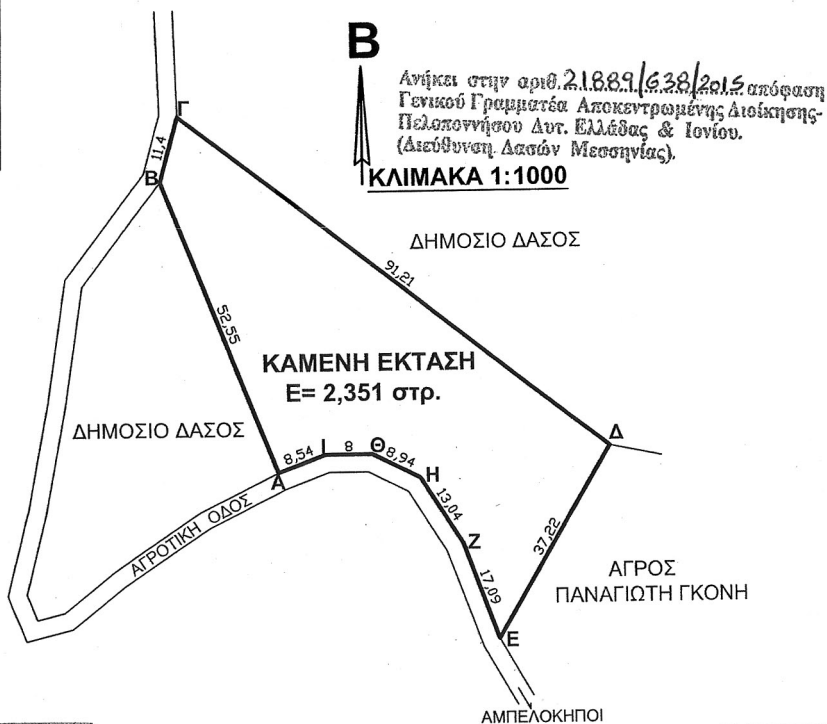 Β
Ανήκει στην αριθ. 21889/638/2015 απόφαση
Γενικού Γραμματέα Αποκεντρωμένης Διοίκησης-
Πελοποννήσου Δυτ. Ελλάδας & Ιονίου.
(Διεύθυνση Δασών Μεσσηνίας).
ΚΛΙΜΑΚΑ 1:1000
Γ
11,4
Β
ΔΗΜΟΣΙΟ ΔΑΣΟΣ
91,21
52,55
ΚΑΜΕΝΗ ΕΚΤΑΣΗ
Ε= 2,351 στρ.
ΔΗΜΟΣΙΟ ΔΑΣΟΣ
Δ
Α
8,54
Ι
8
Θ
8,94
Η
13,04
Ζ
17,09
Ε
37,22
ΑΓΡΟΤΙΚΗ ΟΔΟΣ
ΑΓΡΟΣ
ΠΑΝΑΓΙΩΤΗ ΓΚΟΝΗ
ΑΜΠΕΛΟΚΗΠΟΙ